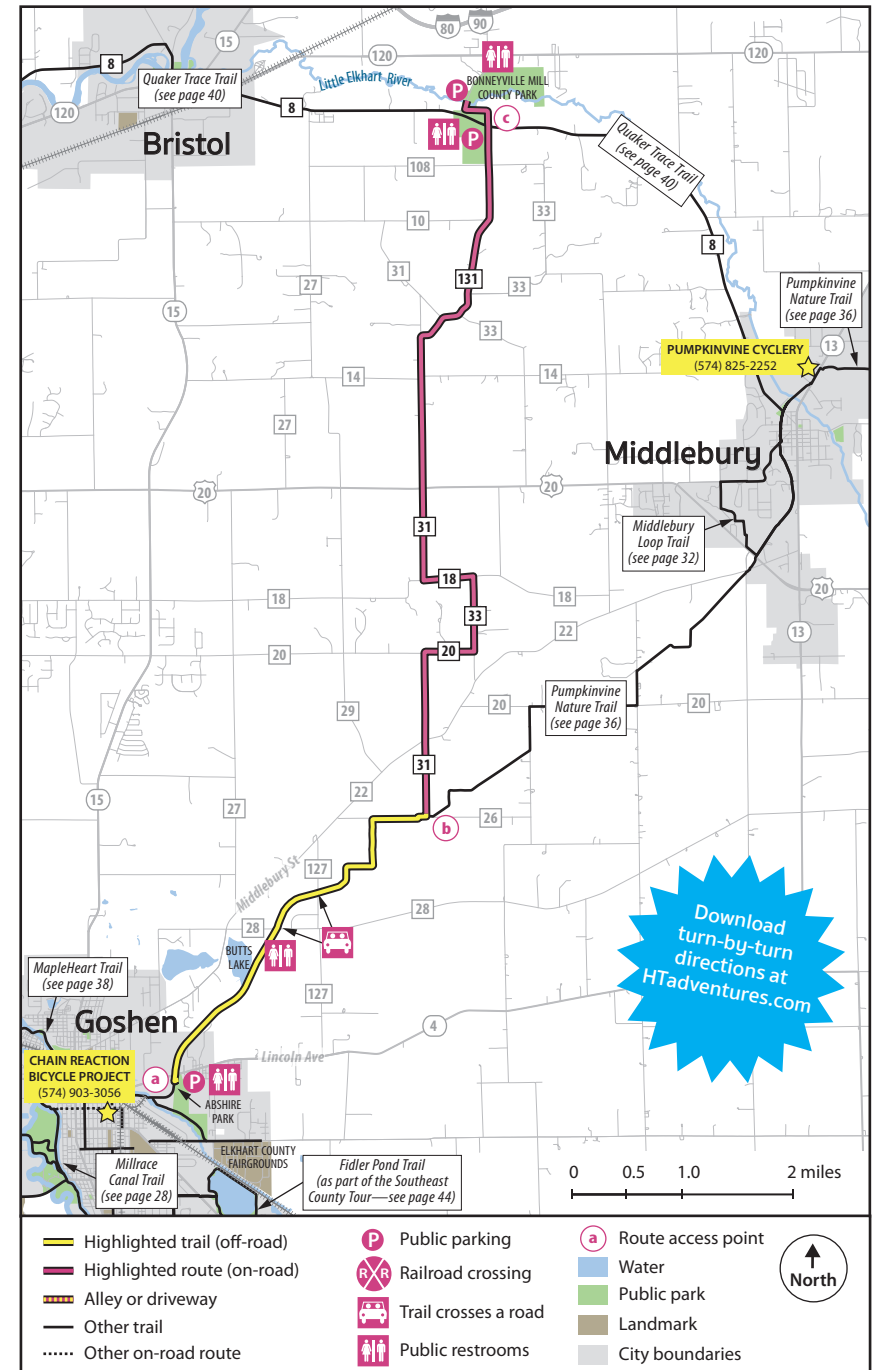 80
90
15
8
120
120
Quaker Trace Trail
(see page 40)
120
Little Elkhart River
P
BONNEYVILLE MILL
COUNTY PARK
8
c
P
Bristol
Quaker Trace Trail
(see page 40)
108
10
33
8
31
131
27
33
Pumpkinvine
Nature Trail
(see page 36)
15
33
13
PUMPKINVINE CYCLERY
(574) 825-2252
14
14
27
Middlebury
20
20
31
Middlebury
Loop Trail
(see page 32)
18
18
18
20
33
22
13
20
20
Pumpkinvine
Nature Trail
(see page 36)
20
20
29
31
15
22
27
26
b
127
Middlebury St
28
28
Download
turn-by-turn
directions at
HTadventures.com
BUTTS
LAKE
MapleHeart Trail
(see page 38)
127
Goshen
4
Lincoln Ave
CHAIN REACTION
BICYCLE PROJECT
(574) 903-3056
a
P
ABSHIRE
PARK
ELKHART COUNTY
FAIRGROUNDS
Millrace
Canal Trail
(see page 28)
Fidler Pond Trail
(as part of the Southeast
County Tour—see page 44)
0 0.5 1.0 2 miles
Highlighted trail (off-road)
Highlighted route (on-road)
Alley or driveway
Other trail
Other on-road route
P Public parking
R R Railroad crossing
Trail crosses a road
Public restrooms
a Route access point
Water
Public park
Landmark
City boundaries
North